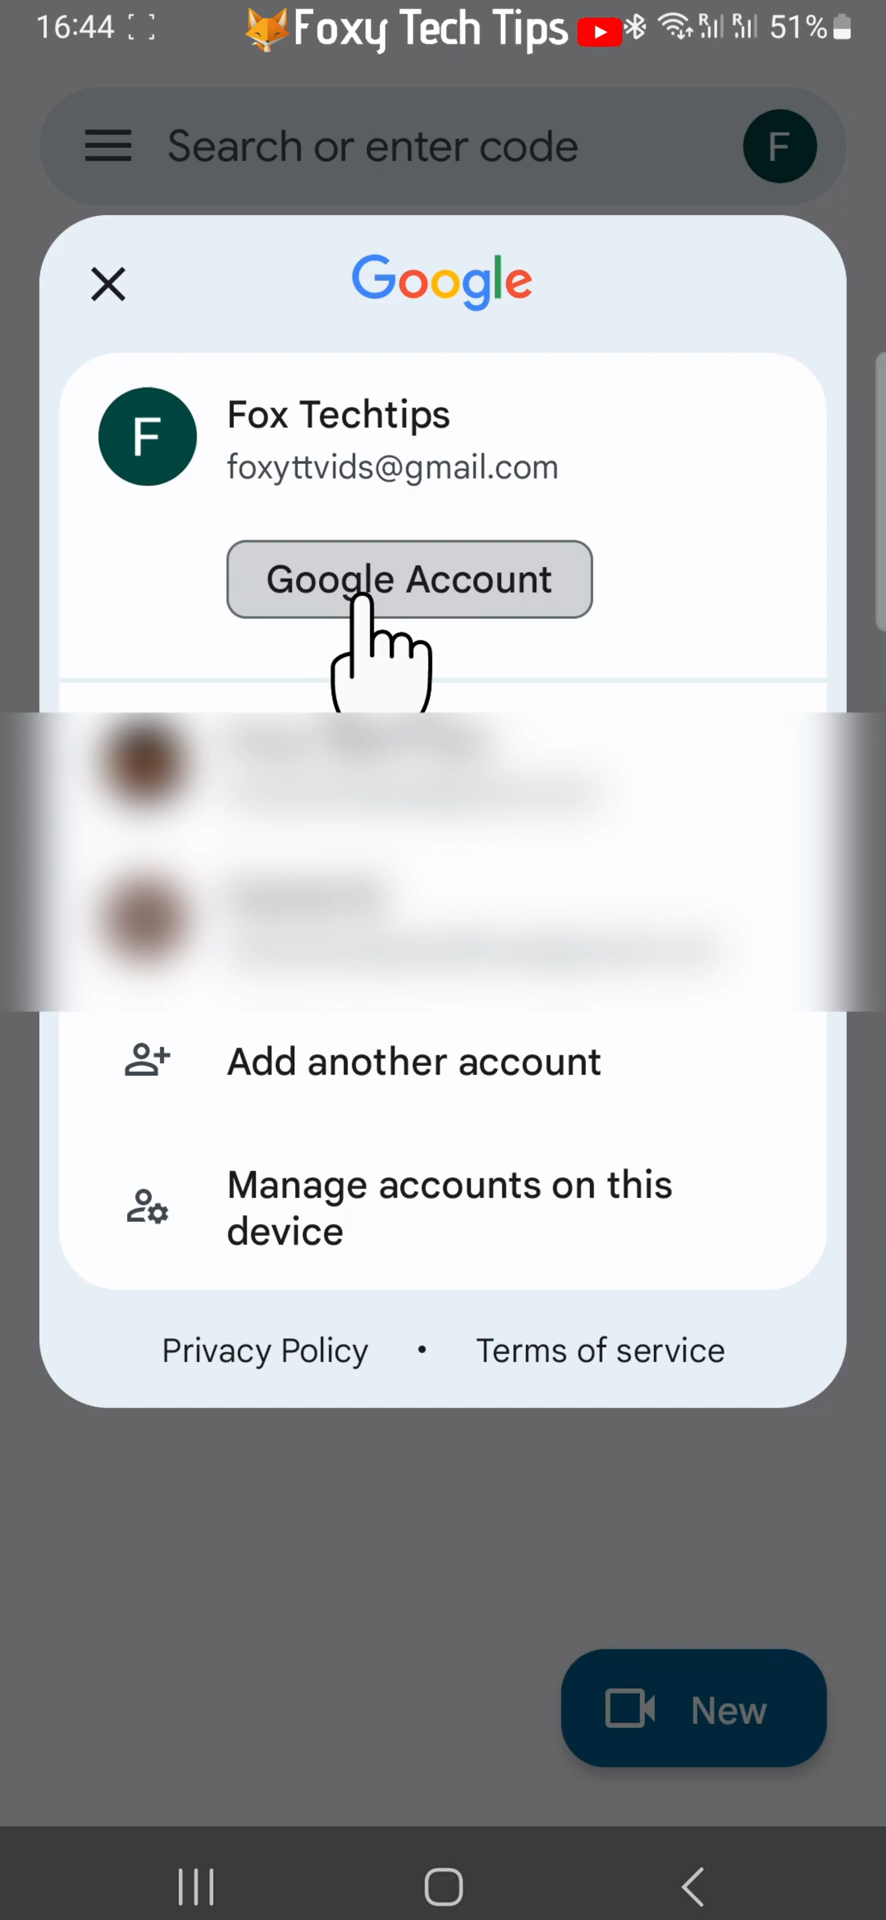 16:44 Foxy Tech Tips 51%
Search or enter code F
Google
F Fox Techtips
foxyttvids@gmail.com
Google Account
Add another account
Manage accounts on this
device
Privacy Policy • Terms of service
New